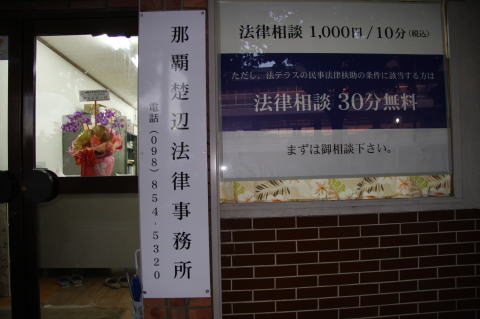 那覇楚辺法律事務所
電話(098)854-5320
法律相談 1,000円/10分(税込)
ただし、法テラスの民事法律扶助の条件に該当する方は
法律相談 30分無料
まずは御相談下さい。